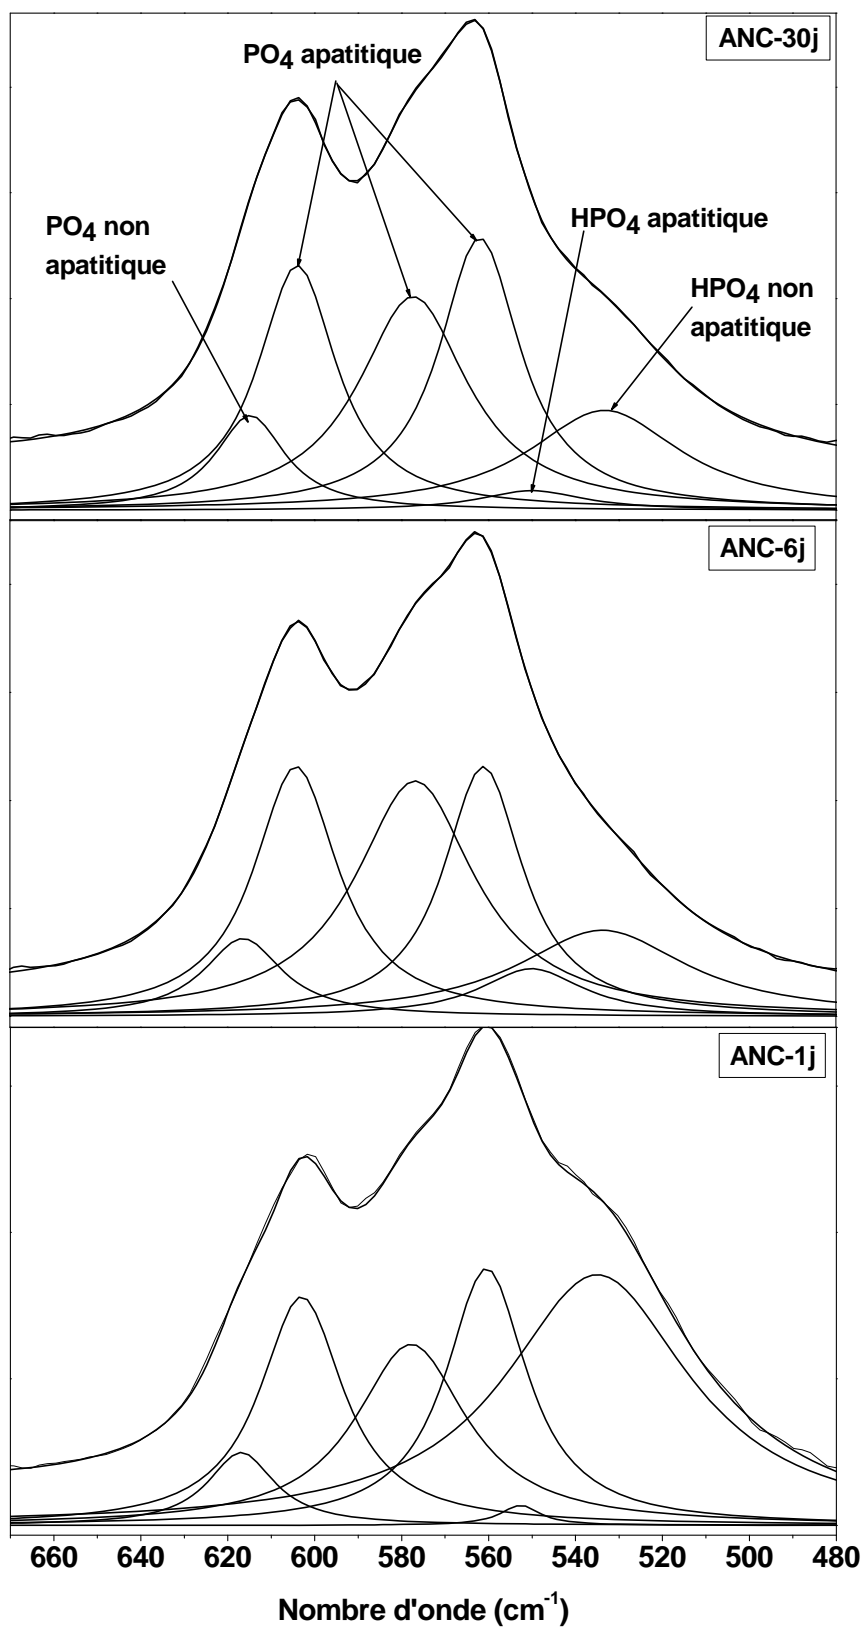 ANC-30j
PO4 apatitique
PO4 non
apatitique
HPO4 apatitique
HPO4 non
apatitique
ANC-6j
ANC-1j
660 640 620 600 580 560 540 520 500 480
Nombre d'onde (cm-1)